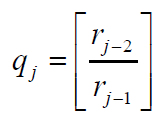 q_j = [ r_{j-2} / r_{j-1} ]